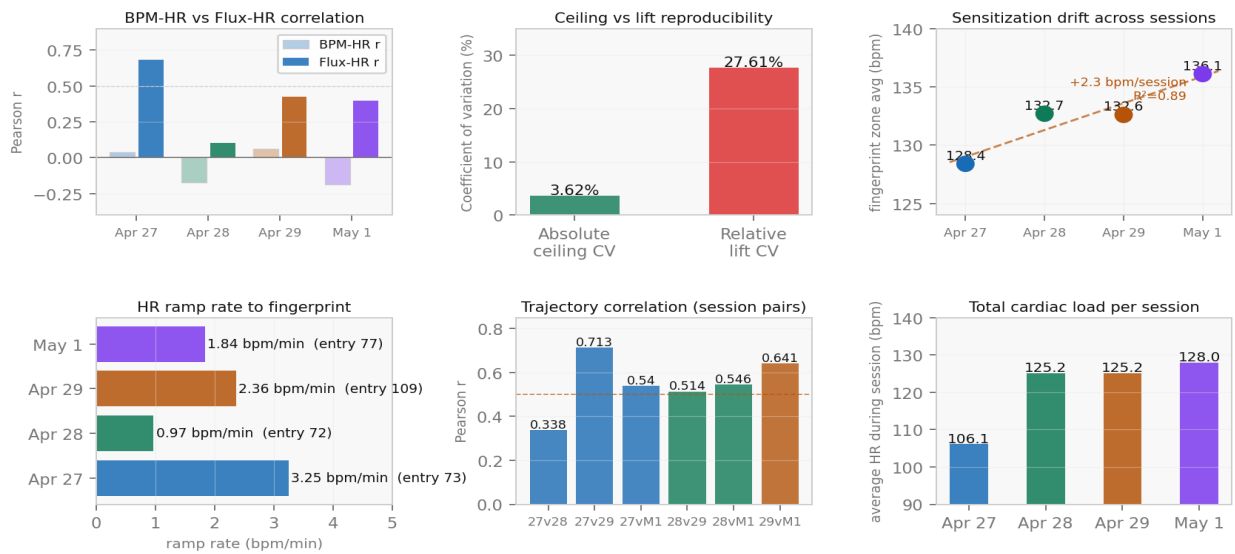 BPM-HR vs Flux-HR correlation
Pearson r
0.75
0.50
0.25
0.00
−0.25
BPM-HR r
Flux-HR r
Apr 27
Apr 28
Apr 29
May 1
Ceiling vs lift reproducibility
Coefficient of variation (%)
30
20
10
0
3.62%
27.61%
Absolute
ceiling CV
Relative
lift CV
Sensitization drift across sessions
fingerprint zone avg (bpm)
140
135
130
125
128.4
132.7
132.6
136.1
+2.3 bpm/session
R²=0.89
Apr 27
Apr 28
Apr 29
May 1
HR ramp rate to fingerprint
May 1
1.84 bpm/min (entry 77)
Apr 29
2.36 bpm/min (entry 109)
Apr 28
0.97 bpm/min (entry 72)
Apr 27
3.25 bpm/min (entry 73)
0
1
2
3
4
5
ramp rate (bpm/min)
Trajectory correlation (session pairs)
Pearson r
0.8
0.6
0.4
0.2
0.0
0.338
0.713
0.54
0.514
0.546
0.641
27v28
27v29
27vM1
28v29
28vM1
29vM1
Total cardiac load per session
average HR during session (bpm)
140
130
120
110
100
90
106.1
125.2
125.2
128.0
Apr 27
Apr 28
Apr 29
May 1